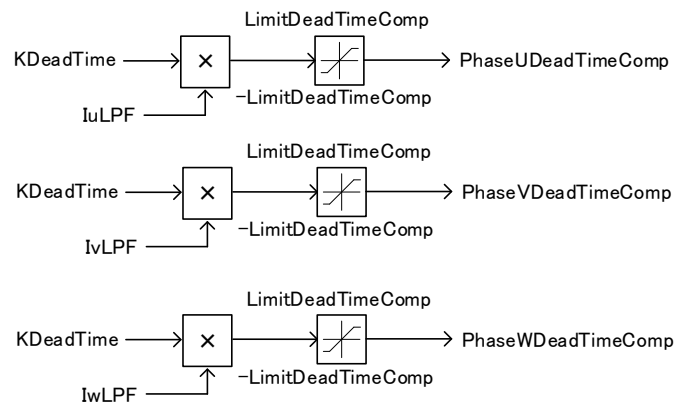 LimitDeadTimeComp
KDeadTime
×
PhaseUDeadTimeComp
-LimitDeadTimeComp
IuLPF
LimitDeadTimeComp
KDeadTime
×
PhaseVDeadTimeComp
-LimitDeadTimeComp
IvLPF
LimitDeadTimeComp
KDeadTime
×
PhaseWDeadTimeComp
-LimitDeadTimeComp
IwLPF